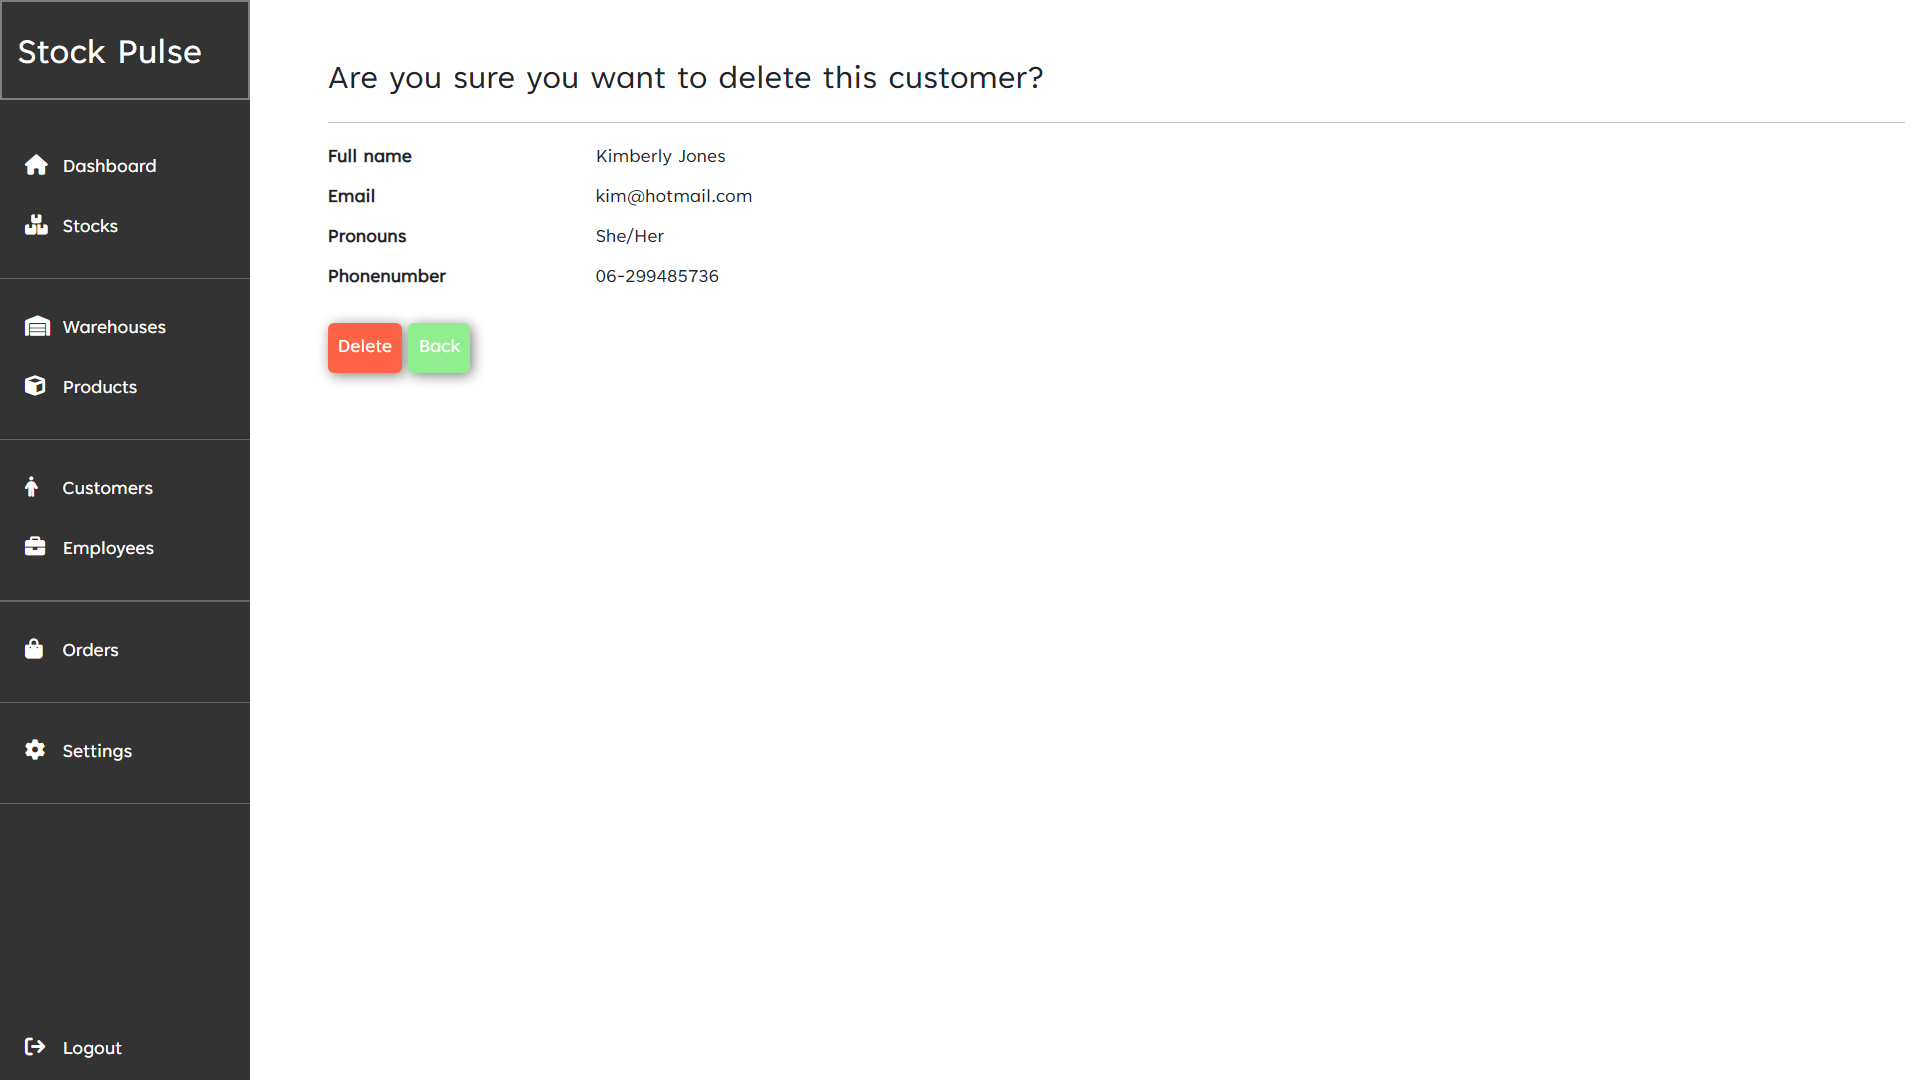 Stock Pulse
Dashboard
Stocks
Warehouses
Products
Customers
Employees
Orders
Settings
Logout
Are you sure you want to delete this customer?
Full name Kimberly Jones
Email kim@hotmail.com
Pronouns She/Her
Phonenumber 06-299485736
Delete Back